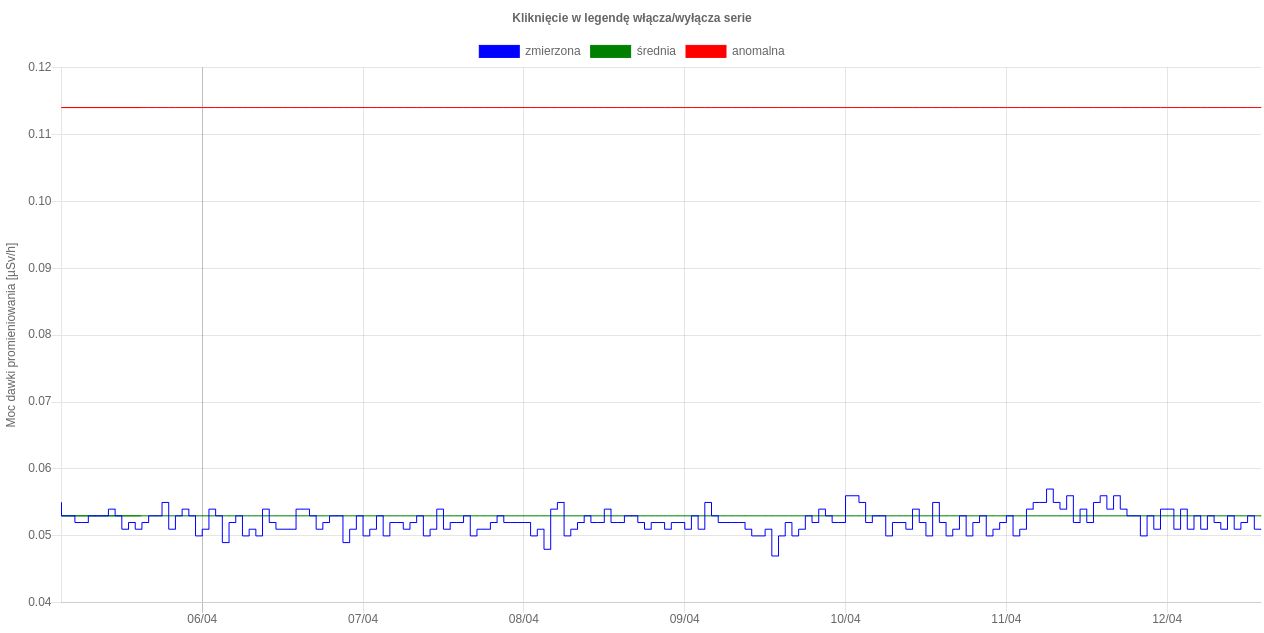 Kliknięcie w legendę włącza/wyłącza serie
zmierzona średnia anomalna
Moc dawki promieniowania [µSv/h]
0.12
0.11
0.10
0.09
0.08
0.07
0.06
0.05
0.04
06/04 07/04 08/04 09/04 10/04 11/04 12/04